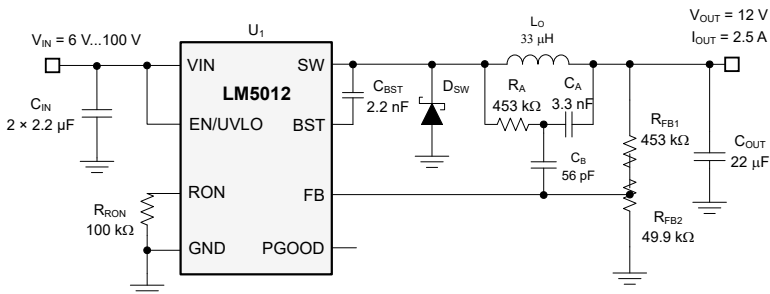 U1
VIN = 6 V...100 V
CIN
2 × 2.2 µF
VIN
LM5012
EN/UVLO
RON
GND
SW
BST
FB
PGOOD
RRON
100 kΩ
CBST
2.2 nF
DSW
LO
33 µH
RA
453 kΩ
CA
3.3 nF
CB
56 pF
VOUT = 12 V
IOUT = 2.5 A
RFB1
453 kΩ
RFB2
49.9 kΩ
COUT
22 µF